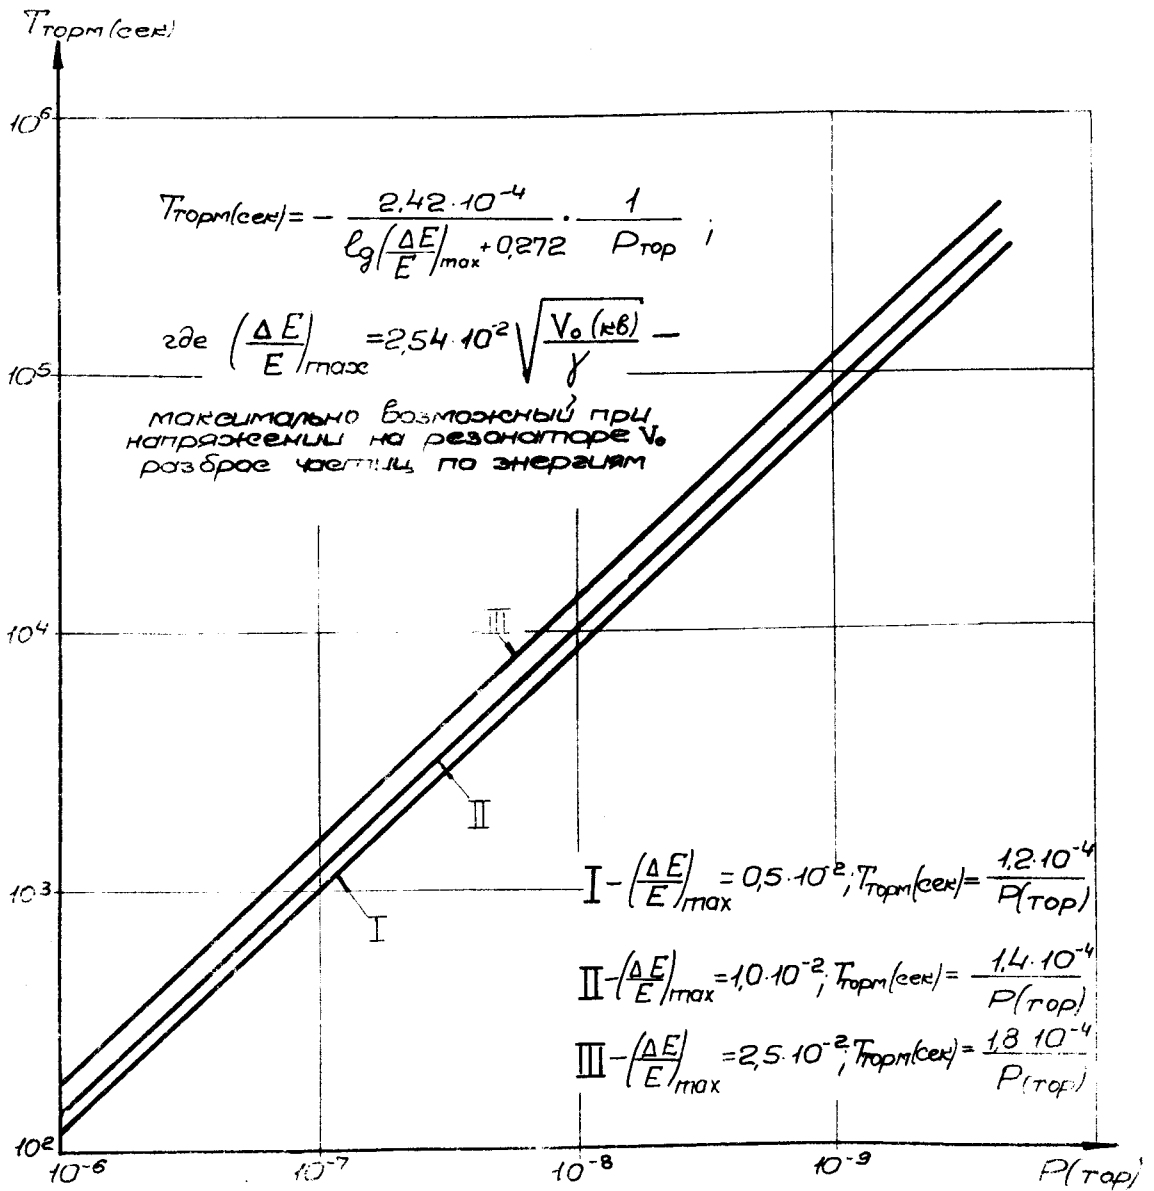 Tторм(сек)
10⁶
Tторм(сек) = - 2,42·10⁻⁴ / (lg(ΔE/E)max + 0,272) · 1 / Pтор ;
где (ΔE/E)max = 2,54·10⁻² √(V₀(кв)/γ) —
10⁵
максимально возможный при
напряжении на резонаторе V₀
разброс частиц по энергиям
III
10⁴
II
I – (ΔE/E)max = 0,5·10⁻²; Tторм(сек) = 1,2·10⁻⁴ / P(тор)
10³
I
II – (ΔE/E)max = 1,0·10⁻²; Tторм(сек) = 1,4·10⁻⁴ / P(тор)
III – (ΔE/E)max = 2,5·10⁻²; Tторм(сек) = 1,8 10⁻⁴ / P(тор)
10²
10⁻⁶ 10⁻⁷ 10⁻⁸ 10⁻⁹ P(тор)